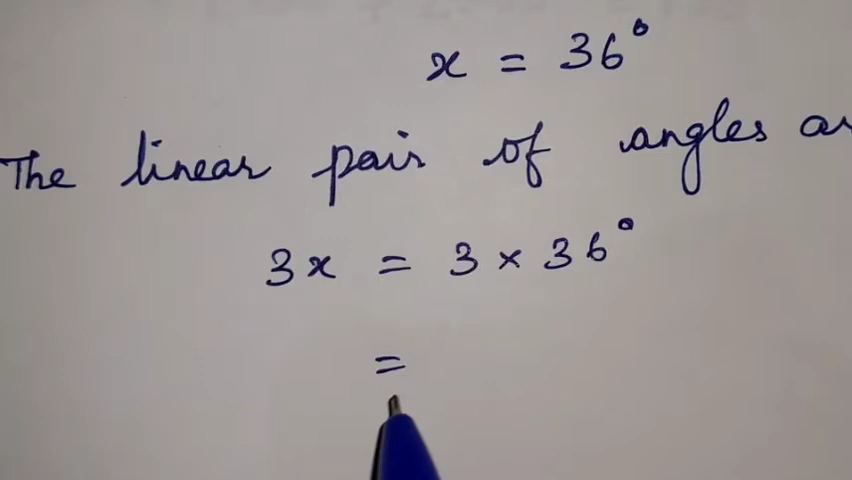 x = 36°
The linear pair of angles
3x = 3 × 36°
=